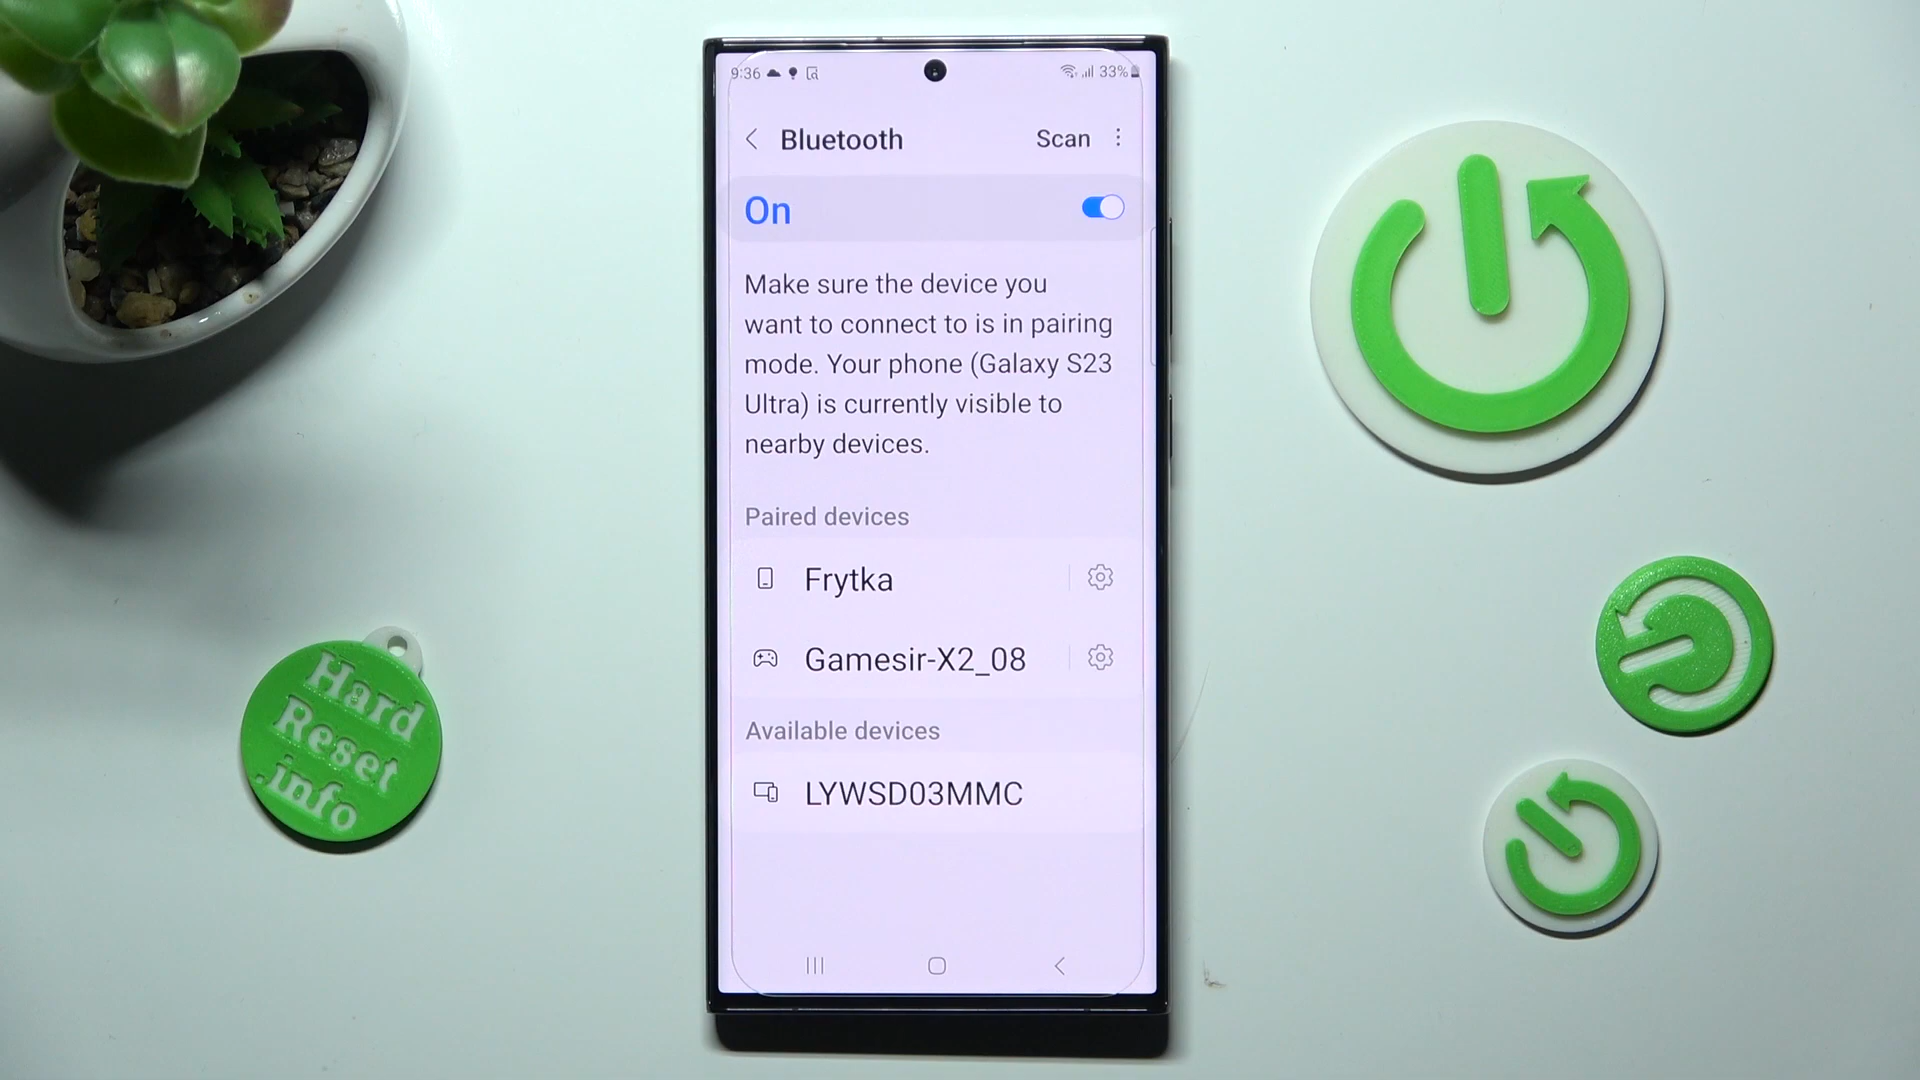 9:36
33%
Bluetooth
Scan
On
Make sure the device you
want to connect to is in pairing
mode. Your phone (Galaxy S23
Ultra) is currently visible to
nearby devices.
Paired devices
Frytka
Gamesir-X2_08
Available devices
LYWSD03MMC
Hard
Reset
.info